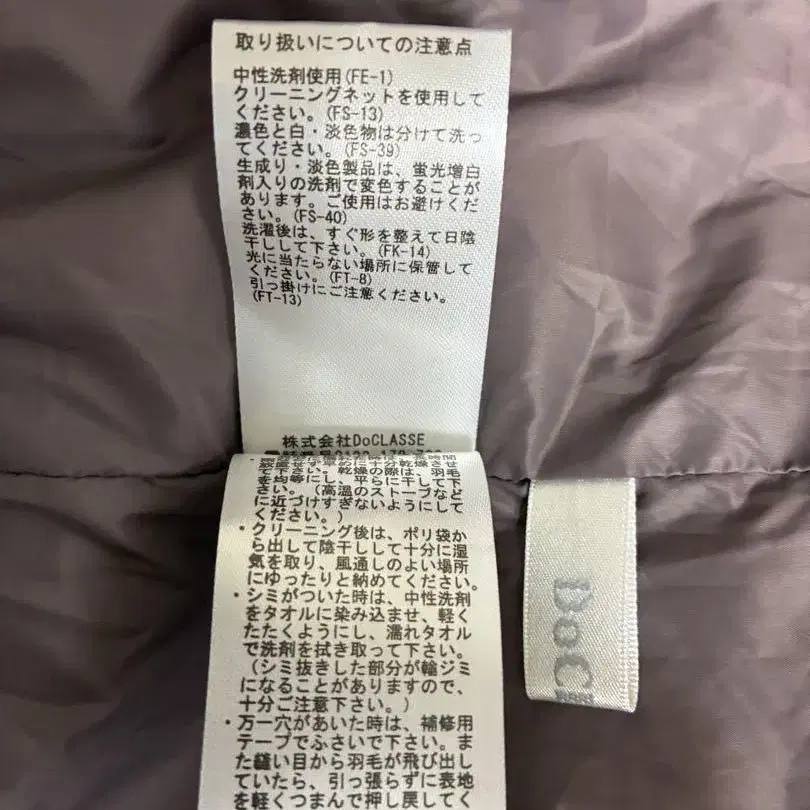 取り扱いについての注意点
中性洗剤使用(FE-1)
クリーニングネットを使用して
ください。(FS-13)
濃色と白・淡色物は分けて洗っ
てください。(FS-39)
生成り・淡色製品は、蛍光増白
剤入りの洗剤で変色することが
あります。ご使用はお避けくだ
さい。(FS-40)
洗濯後は、すぐ形を整えて日陰
干しして下さい。(FK-14)
光に当たらない場所に保管して
ください。(FT-8)
引っ掛けにご注意ください。
(FT-13)
株式会社DoCLASSE
下さい。乾燥の際は、羽毛
を均等にし、平らに干して下
さい。(高温のストーブなど
に近づけすぎないようにして
ください。)
・クリーニング後は、ポリ袋か
ら出して陰干しして十分に湿
気を取り、風通しのよい場所
にゆったりと納めてください。
・シミがついた時は、中性洗剤
をタオルに染み込ませ、軽く
たたくようにし、濡れタオル
で洗剤を拭き取って下さい。
(シミ抜きした部分が輪ジミ
になることがありますので、
十分ご注意下さい。)
・万一穴があいた時は、補修用
テープでふさいで下さい。ま
た縫い目から羽毛が飛び出し
ていたら、引っ張らずに表地
を軽くつまんで押し戻してく
DoC